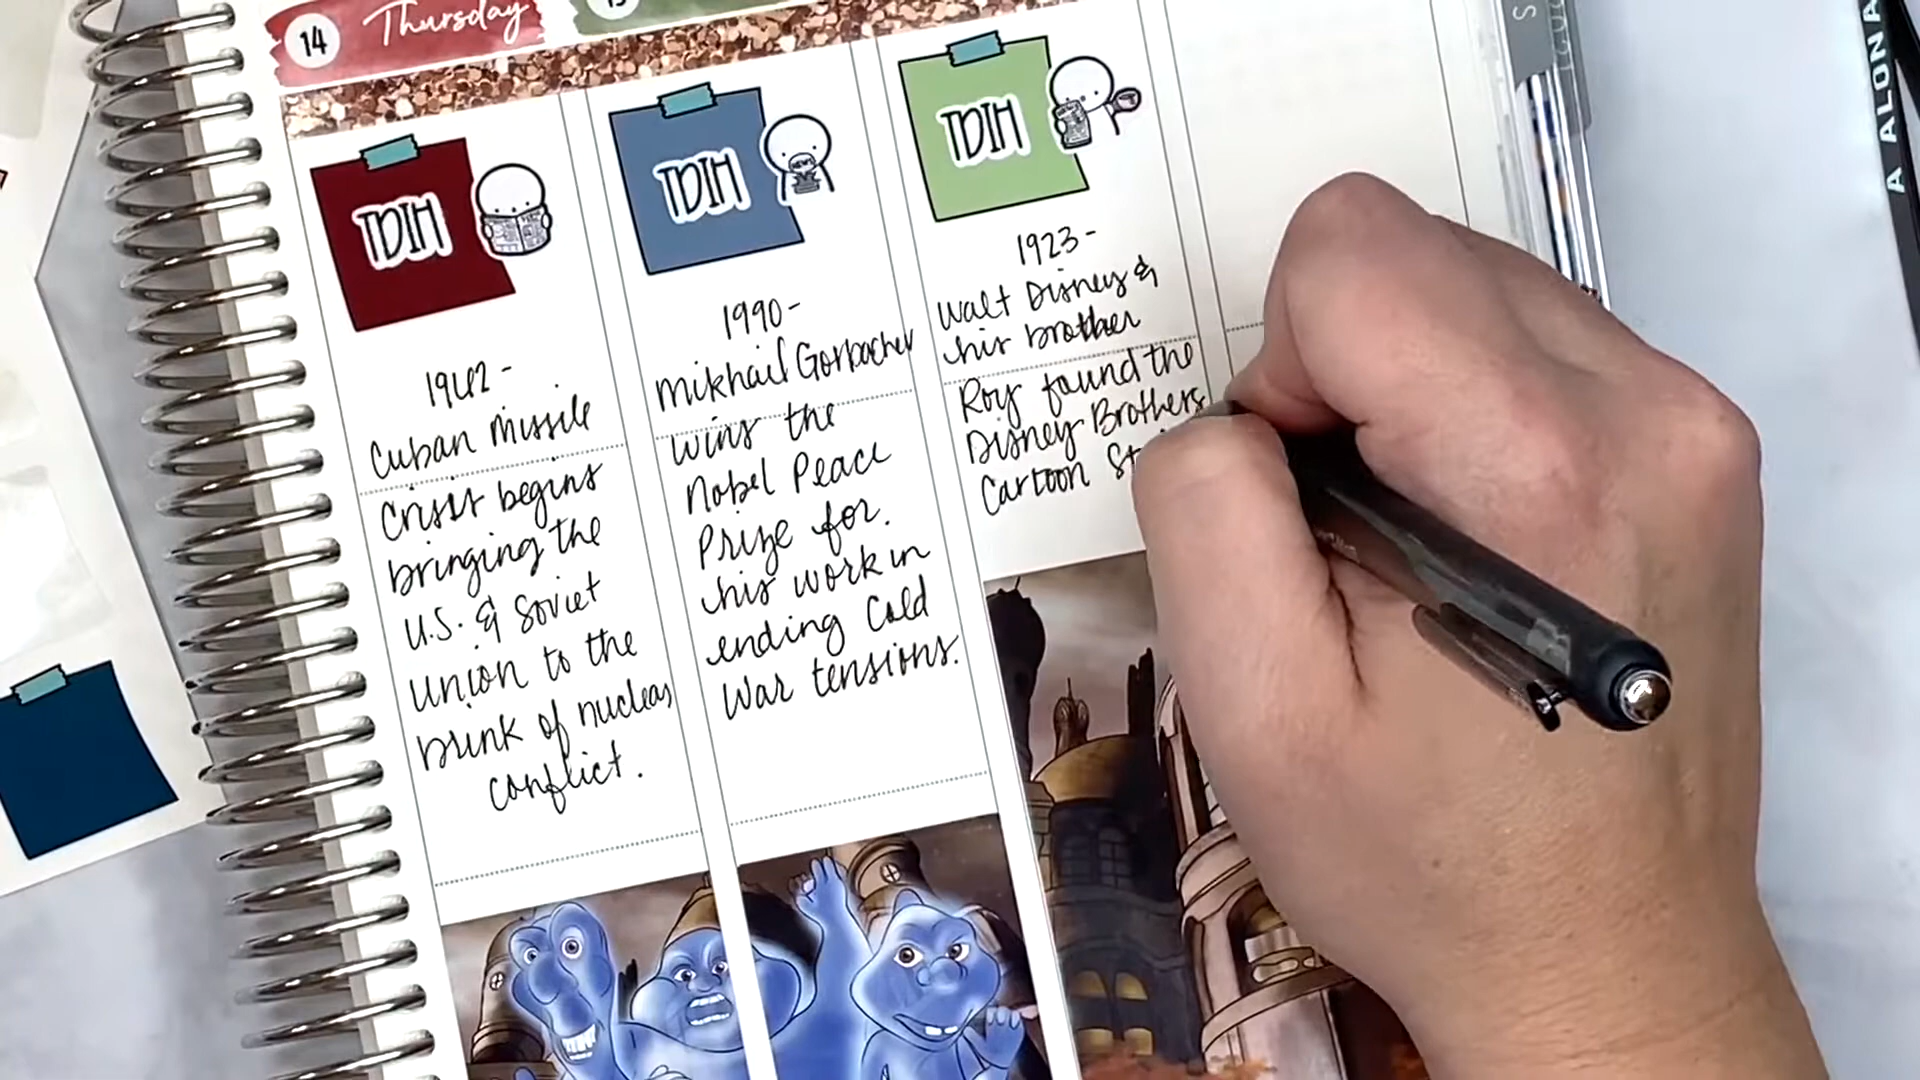 14 Thursday
TDIH
1962-
Cuban Missile
Crisis begins
bringing the
U.S. & Soviet
Union to the
brink of nuclear
conflict.
TDIH
NEWS
1990-
Mikhail Gorbachev
wins the
Nobel Peace
Prize for
his work in
ending Cold
War tensions.
TDIH
1923-
Walt Disney &
his brother
Roy found the
Disney Brothers
Cartoon
A ALONA